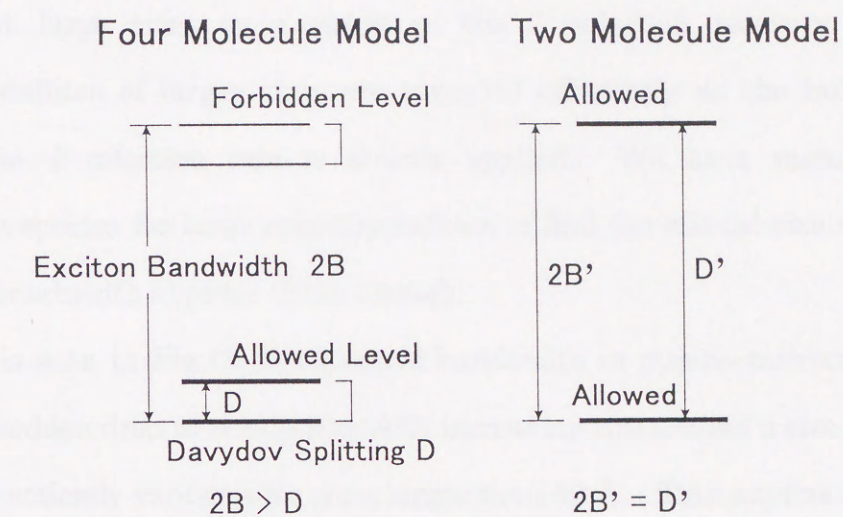 Four Molecule Model
Two Molecule Model
Forbidden Level
Allowed
Exciton Bandwidth 2B
2B'
D'
Allowed Level
D
Allowed
Davydov Splitting D
2B > D
2B' = D'